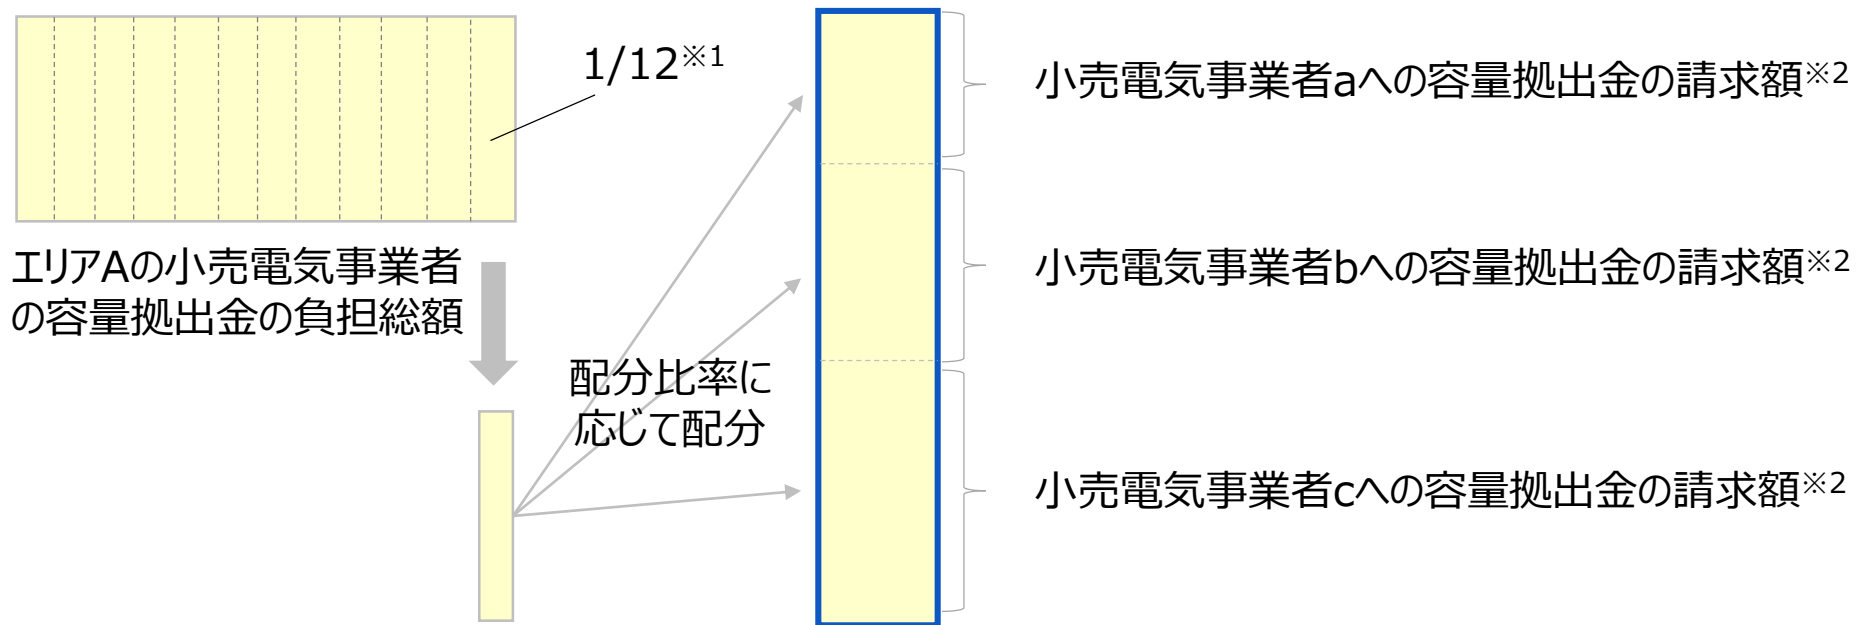 1/12※1
小売電気事業者aへの容量拠出金の請求額※2
エリアAの小売電気事業者
の容量拠出金の負担総額
小売電気事業者bへの容量拠出金の請求額※2
配分比率に
応じて配分
小売電気事業者cへの容量拠出金の請求額※2